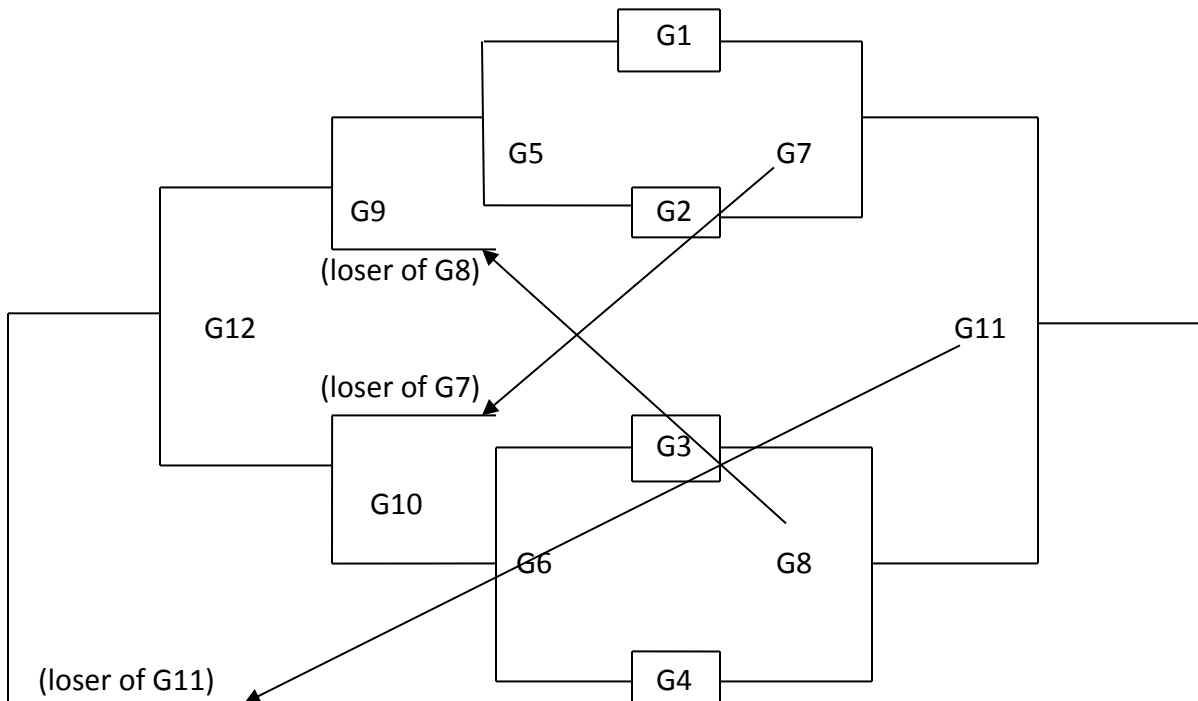 G1
G5
G7
G9
G2
(loser of G8)
G12
G11
(loser of G7)
G3
G10
G6
G8
(loser of G11)
G4